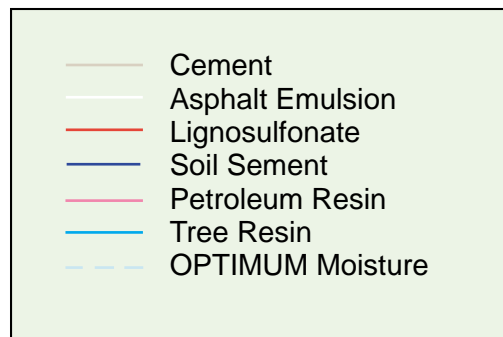 Cement
Asphalt Emulsion
Lignosulfonate
Soil Sement
Petroleum Resin
Tree Resin
OPTIMUM Moisture